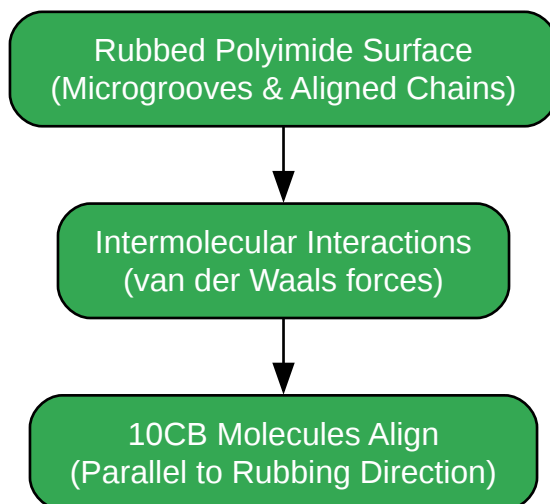 Rubbed Polyimide Surface
(Microgrooves & Aligned Chains)
Intermolecular Interactions
(van der Waals forces)
10CB Molecules Align
(Parallel to Rubbing Direction)